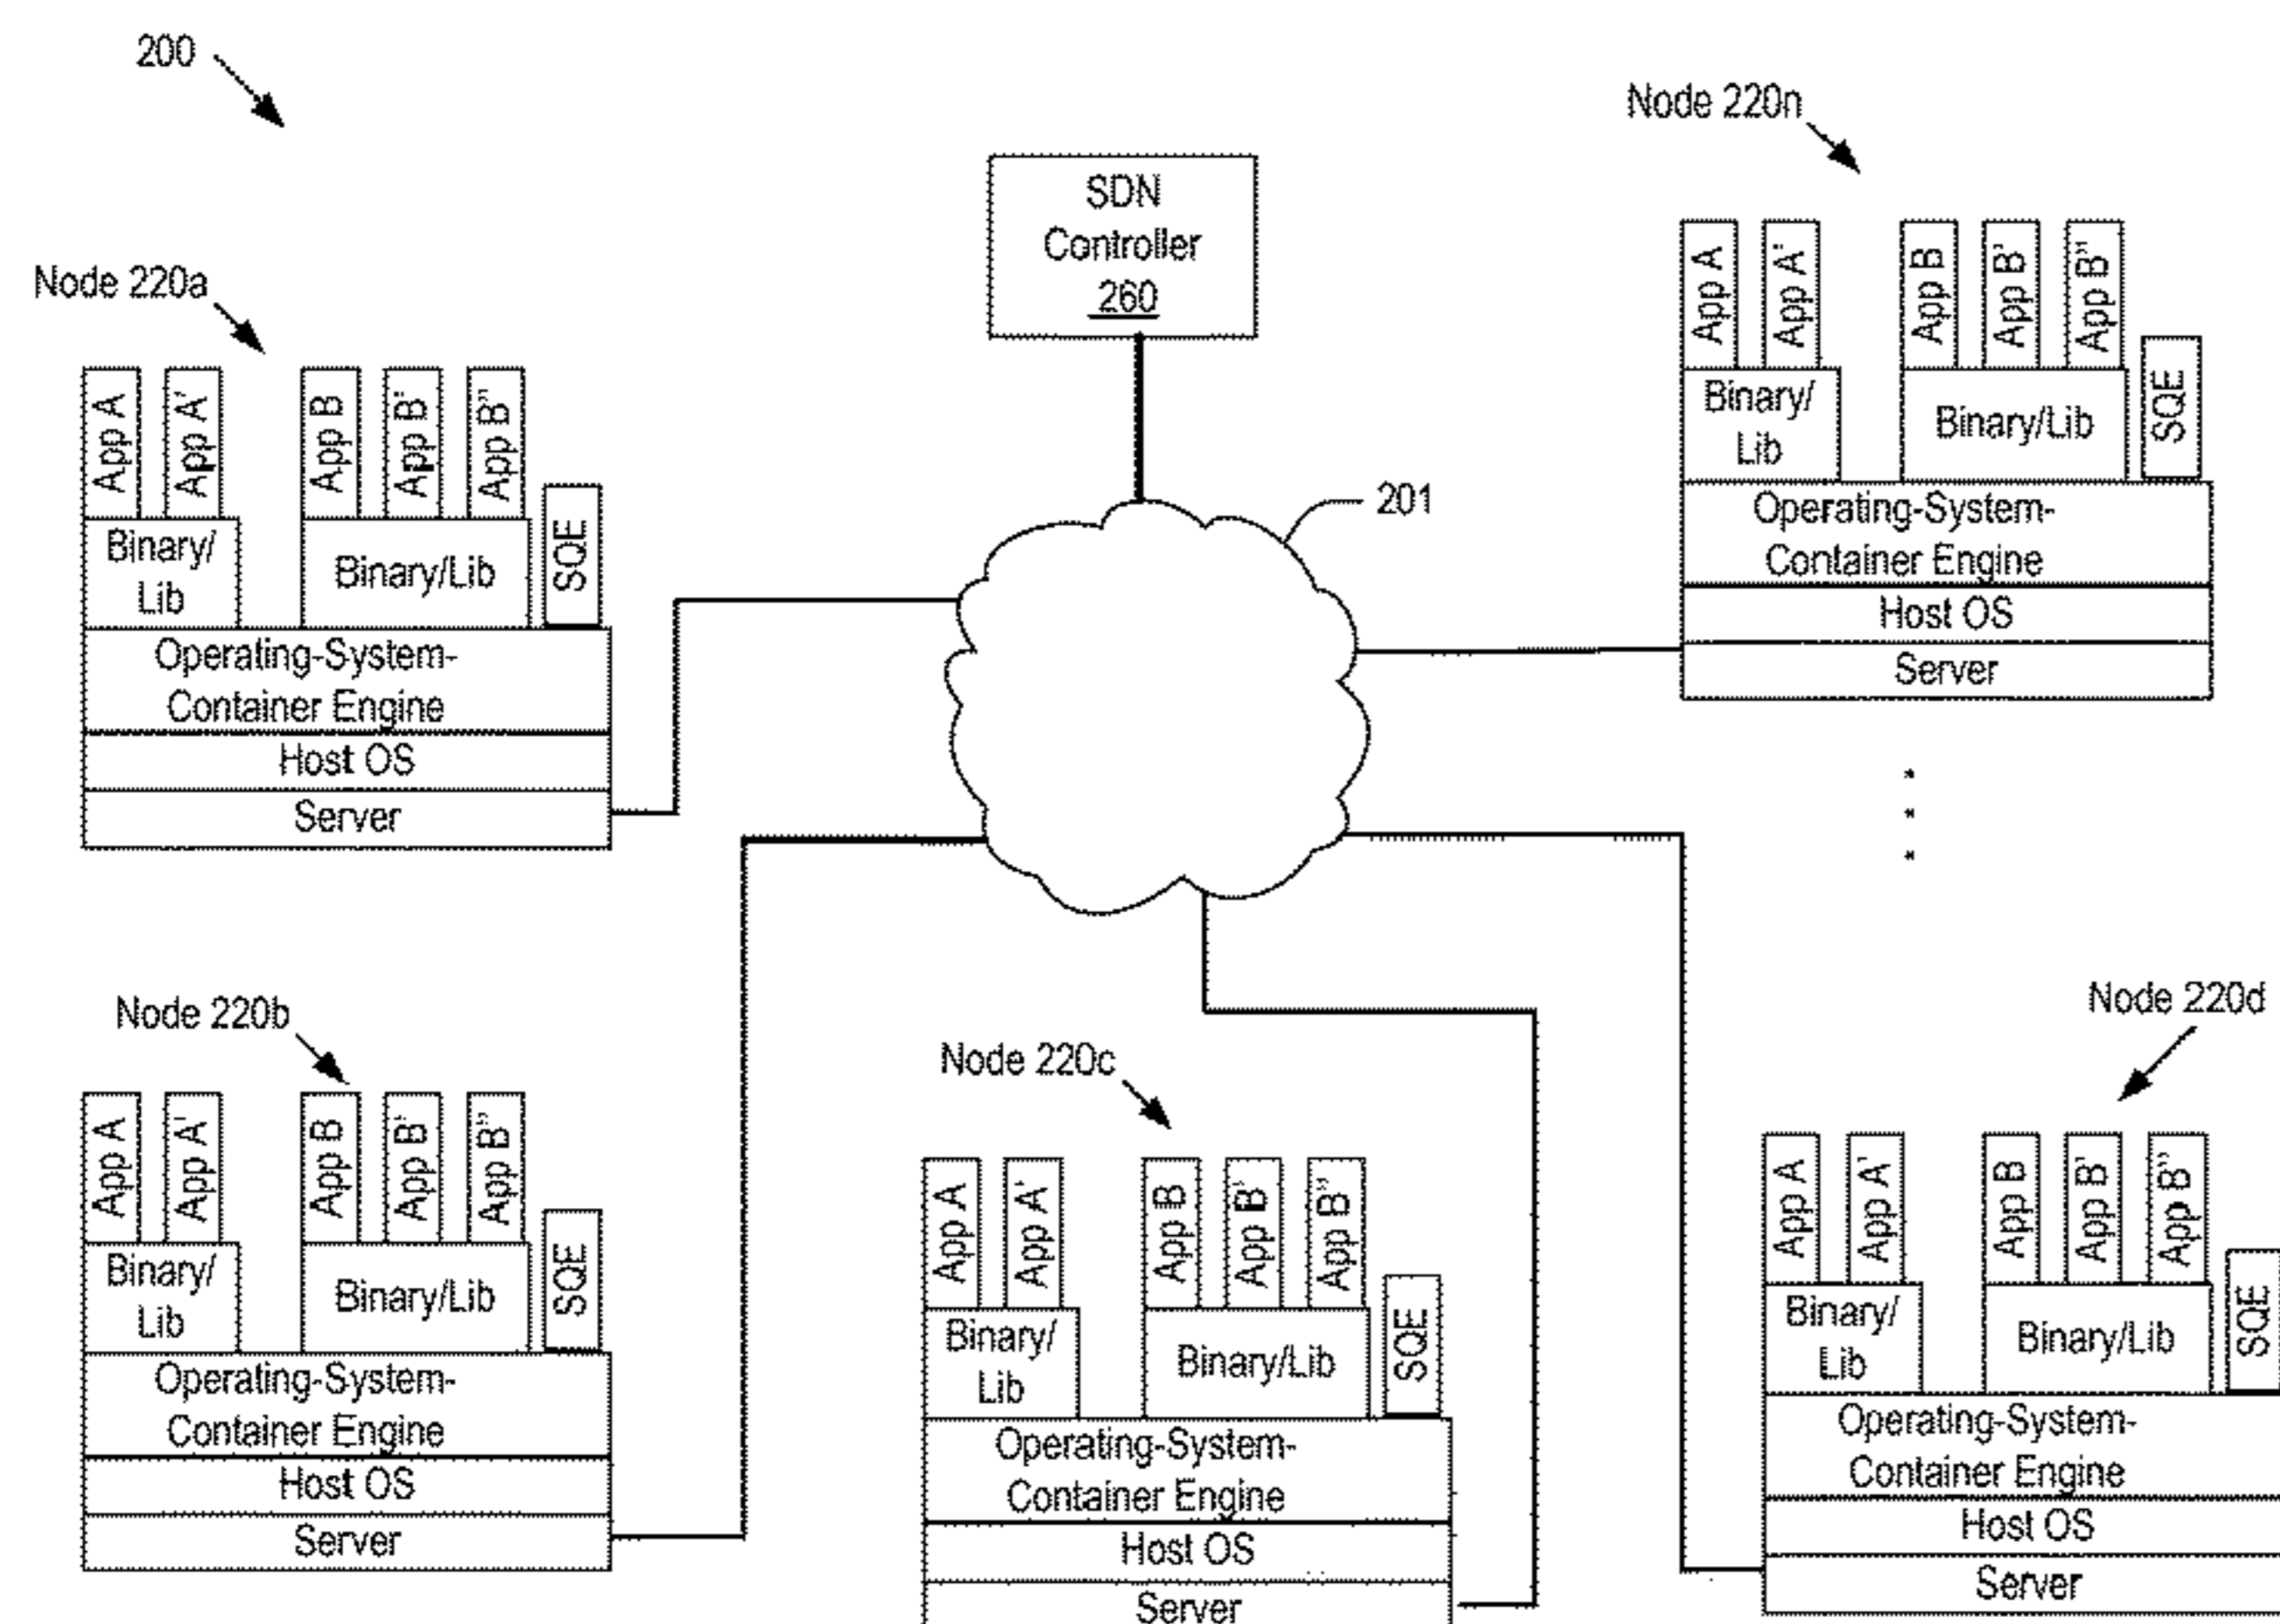 200
SDN
Controller
260
201
Node 220a
App A
App A'
App B
App B'
App B"
SQE
Binary/
Lib
Binary/Lib
Operating-System-
Container Engine
Host OS
Server
Node 220n
App A
App A'
App B
App B'
App B"
SQE
Binary/
Lib
Binary/Lib
Operating-System-
Container Engine
Host OS
Server
Node 220b
App A
App A'
App B
App B'
App B"
SQE
Binary/
Lib
Binary/Lib
Operating-System-
Container Engine
Host OS
Server
Node 220c
App A
App A'
App B
App B'
App B"
SQE
Binary/
Lib
Binary/Lib
Operating-System-
Container Engine
Host OS
Server
Node 220d
App A
App A'
App B
App B'
App B"
SQE
Binary/
Lib
Binary/Lib
Operating-System-
Container Engine
Host OS
Server